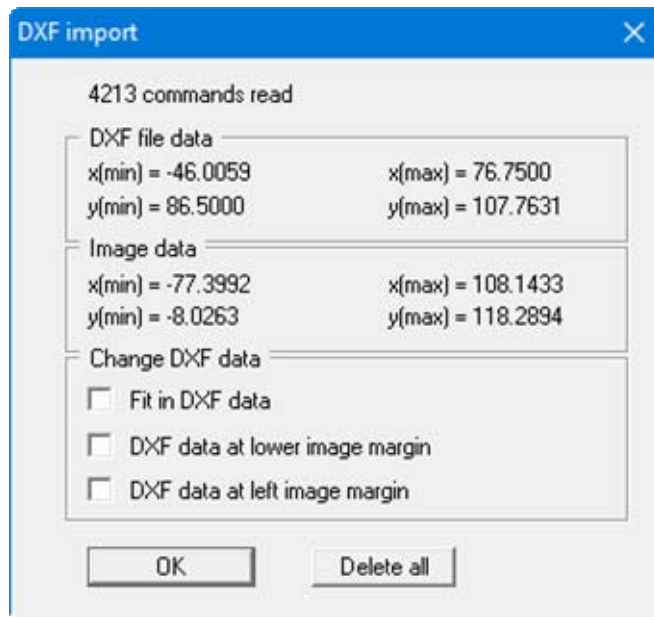 DXF import
4213 commands read
DXF file data
x(min) = -46.0059 x(max) = 76.7500
y(min) = 86.5000 y(max) = 107.7631
Image data
x(min) = -77.3992 x(max) = 108.1433
y(min) = -8.0263 y(max) = 118.2894
Change DXF data
Fit in DXF data
DXF data at lower image margin
DXF data at left image margin
OK Delete all